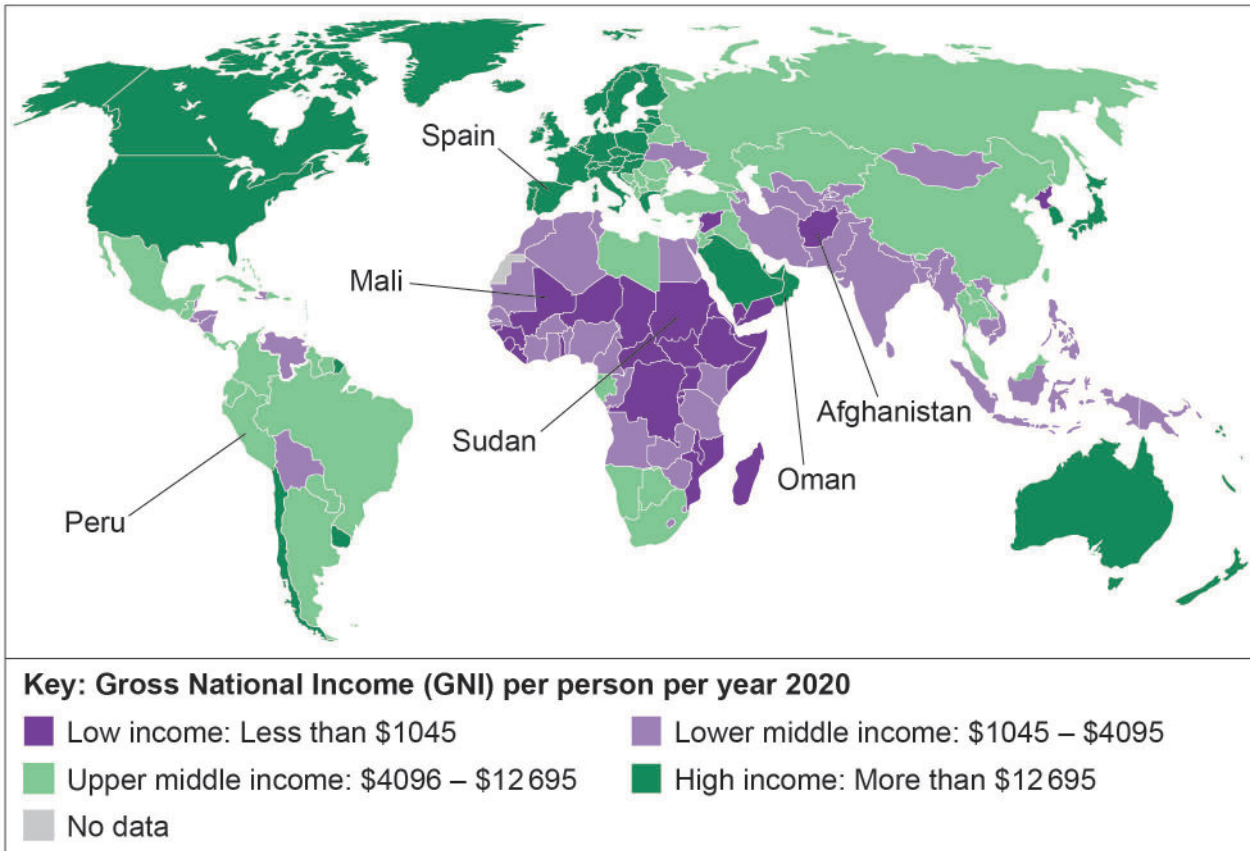 Spain
Mali
Sudan
Afghanistan
Oman
Peru
Key: Gross National Income (GNI) per person per year 2020
Low income: Less than $1045
Lower middle income: $1045 – $4095
Upper middle income: $4096 – $12 695
High income: More than $12 695
No data